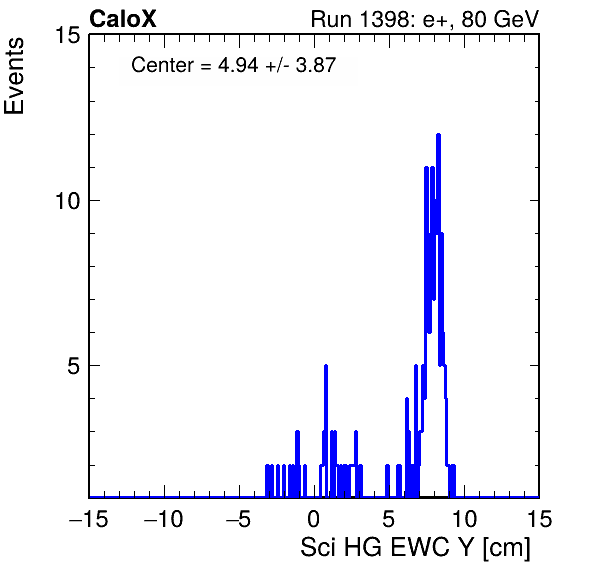 CaloX Run 1398: e+, 80 GeV
Center = 4.94 +/- 3.87
Events
15
10
5
−15 −10 −5 0 5 10 15
Sci HG EWC Y [cm]